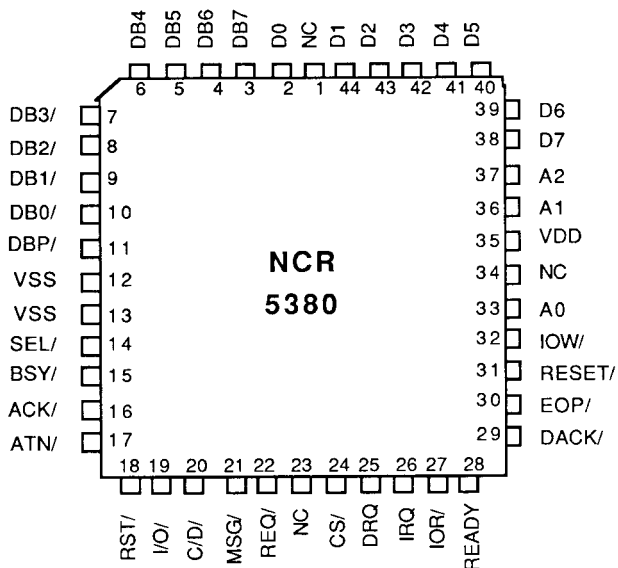 DB4 DB5 DB6 DB7 D0 NC D1 D2 D3 D4 D5
6 5 4 3 2 1 44 43 42 41 40
DB3/ 7
DB2/ 8
DB1/ 9
DB0/ 10
DBP/ 11
VSS 12
VSS 13
SEL/ 14
BSY/ 15
ACK/ 16
ATN/ 17
NCR
5380
39 D6
38 D7
37 A2
36 A1
35 VDD
34 NC
33 A0
32 IOW/
31 RESET/
30 EOP/
29 DACK/
18 19 20 21 22 23 24 25 26 27 28
RST/ I/O/ C/D/ MSG/ REQ/ NC CS/ DRQ IRQ IOR/ READY